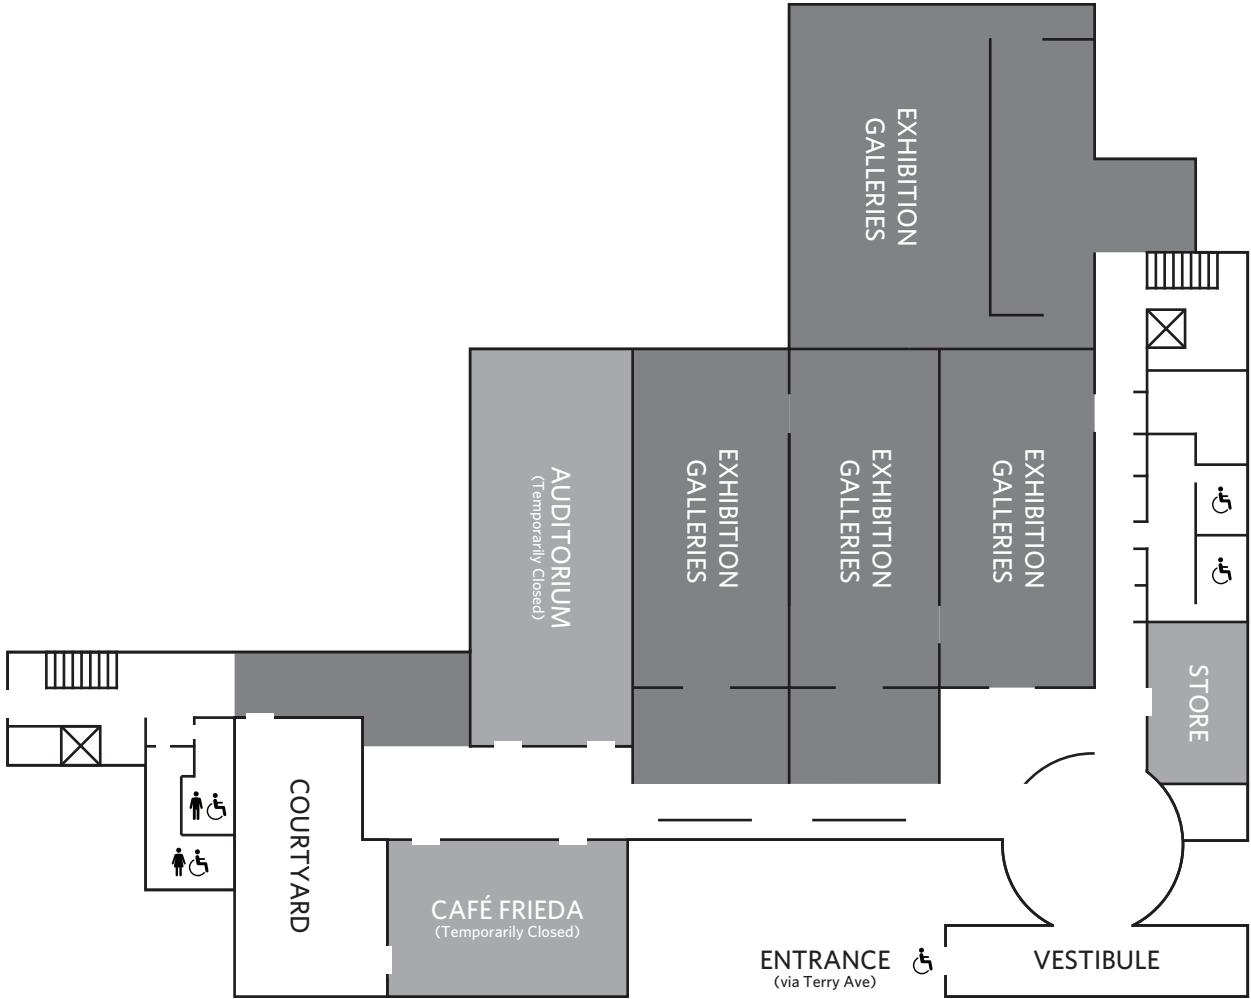 EXHIBITION
GALLERIES
AUDITORIUM
(Temporarily Closed)
EXHIBITION
GALLERIES
EXHIBITION
GALLERIES
EXHIBITION
GALLERIES
STORE
COURTYARD
CAFÉ FRIEDA
(Temporarily Closed)
ENTRANCE
(via Terry Ave)
VESTIBULE